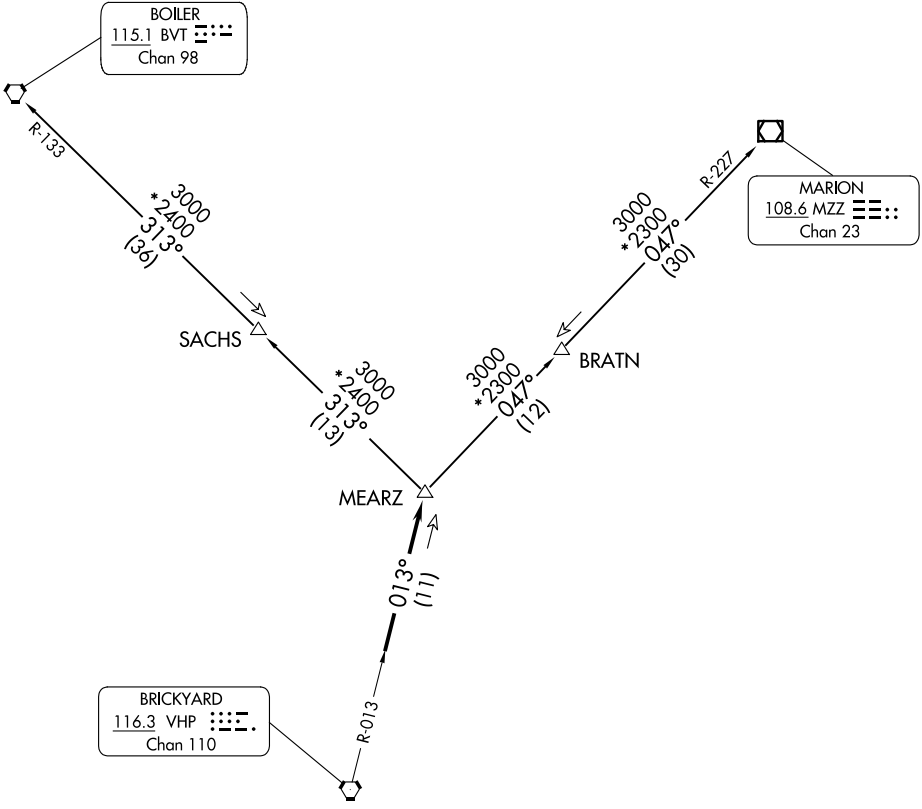 BOILER
115.1 BVT
Chan 98
R-133
3000
*2400
313°
(36)
SACHS
3000
*2400
313°
(13)
MARION
108.6 MZZ
Chan 23
R-227
3000
*2300
047°
(30)
BRATN
3000
*2300
047°
(12)
MEARZ
013°
(11)
R-013
BRICKYARD
116.3 VHP
Chan 110